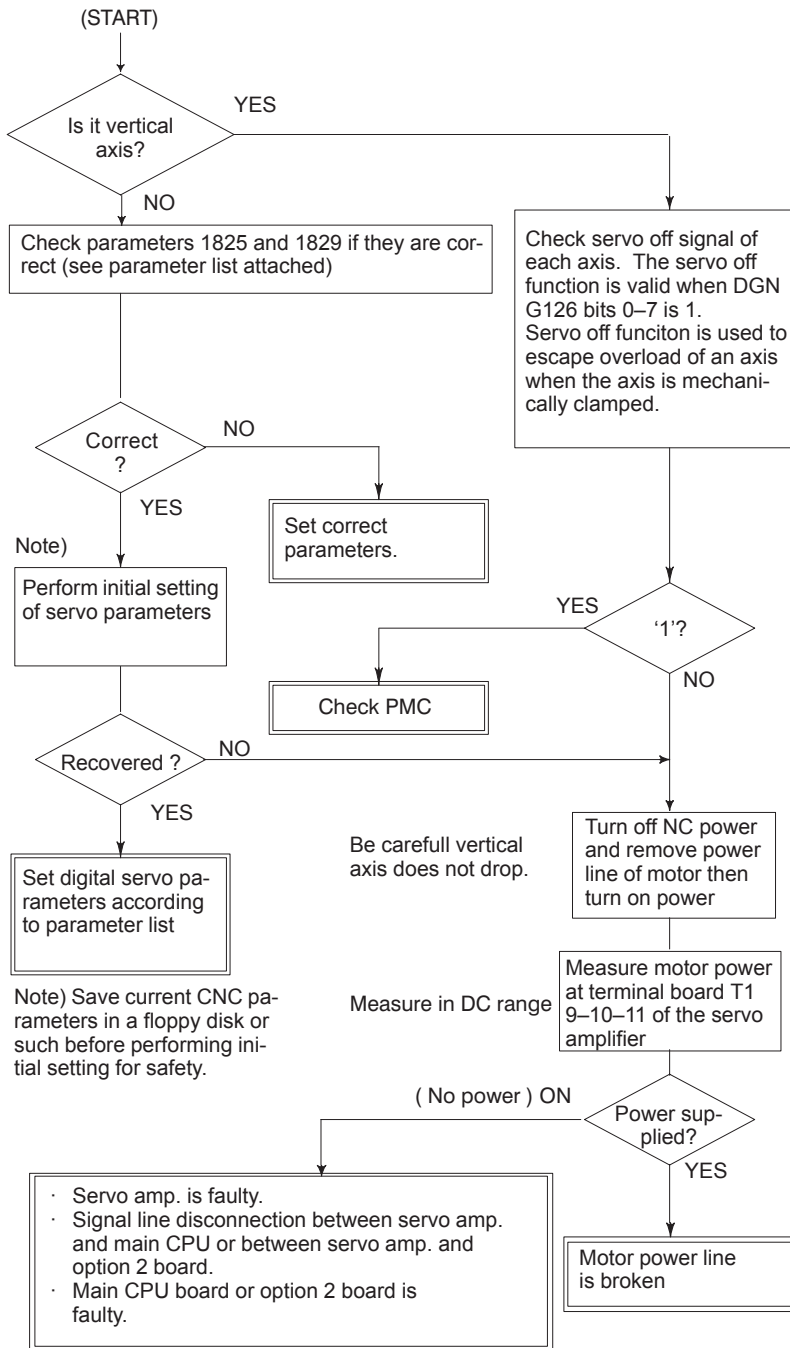 (START)
YES
Is it vertical
axis?
NO
Check parameters 1825 and 1829 if they are cor-
rect (see parameter list attached)
Check servo off signal of
each axis. The servo off
function is valid when DGN
G126 bits 0–7 is 1.
Servo off funciton is used to
escape overload of an axis
when the axis is mechani-
cally clamped.
Correct
?
NO
YES
Set correct
parameters.
Note)
Perform initial setting
of servo parameters
YES
‘1’?
NO
Check PMC
Recovered ?
NO
YES
Set digital servo pa-
rameters according
to parameter list
Be carefull vertical
axis does not drop.
Turn off NC power
and remove power
line of motor then
turn on power
Note) Save current CNC pa-
rameters in a floppy disk or
such before performing ini-
tial setting for safety.
Measure in DC range
Measure motor power
at terminal board T1
9–10–11 of the servo
amplifier
( No power ) ON
Power sup-
plied?
YES
· Servo amp. is faulty.
· Signal line disconnection between servo amp.
and main CPU or between servo amp. and
option 2 board.
· Main CPU board or option 2 board is
faulty.
Motor power line
is broken